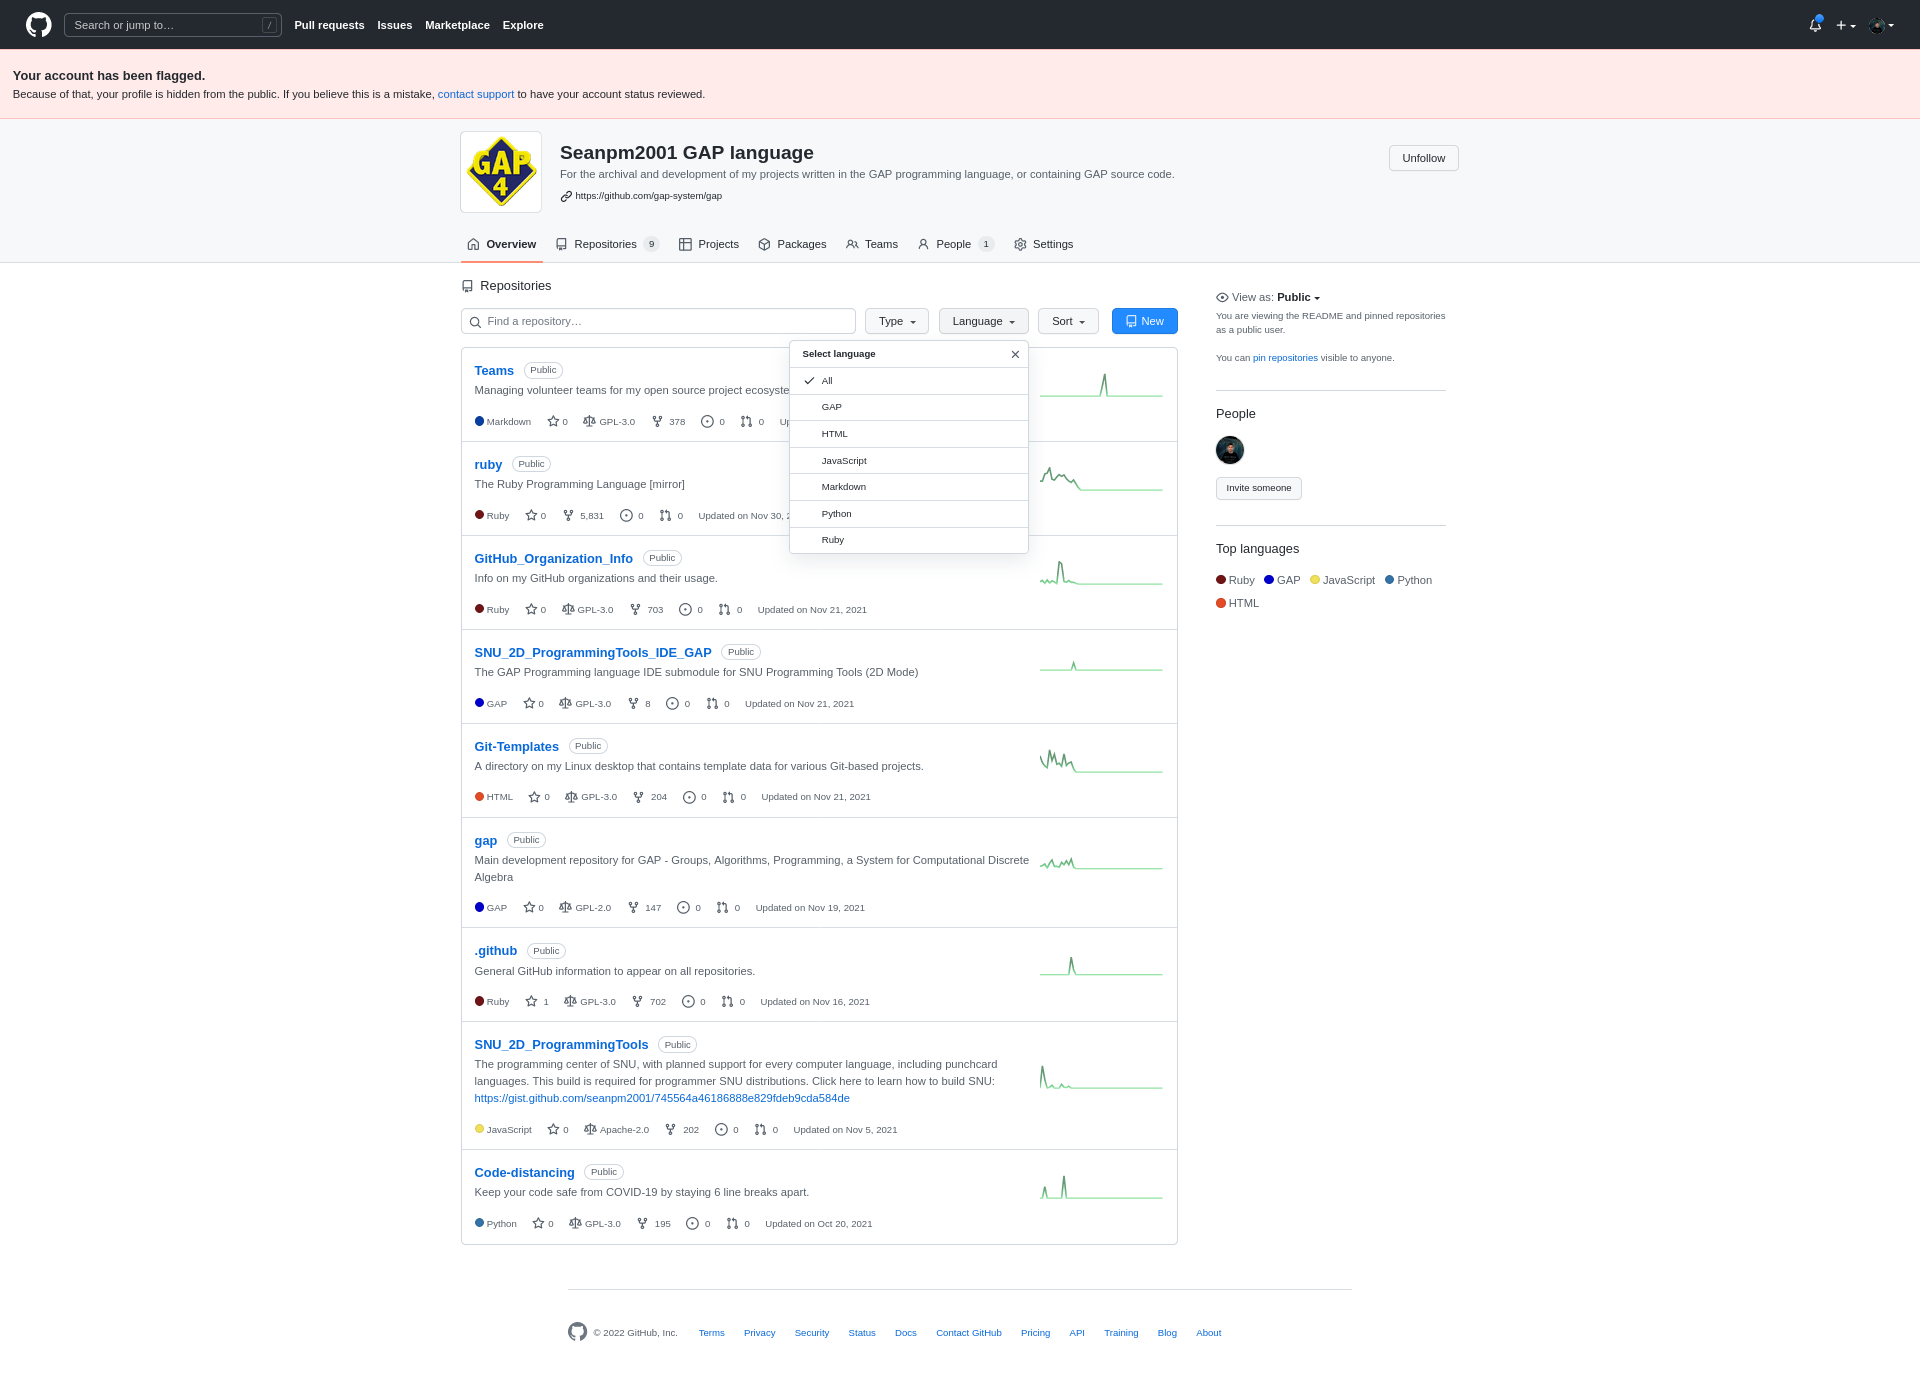 Search or jump to…
/
Pull requests Issues Marketplace Explore
Your account has been flagged.
Because of that, your profile is hidden from the public. If you believe this is a mistake, contact support to have your account status reviewed.
GAP
4
Seanpm2001 GAP language
For the archival and development of my projects written in the GAP programming language, or containing GAP source code.
https://github.com/gap-system/gap
Unfollow
Overview Repositories 9 Projects Packages Teams People 1 Settings
Repositories
Find a repository…
Type Language Sort New
Select language
All
GAP
HTML
JavaScript
Markdown
Python
Ruby
Teams Public
Managing volunteer teams for my open source project ecosyste
Markdown 0 GPL-3.0 378 0 0
ruby Public
The Ruby Programming Language [mirror]
Ruby 0 5,831 0 0 Updated on Nov 30,
GitHub_Organization_Info Public
Info on my GitHub organizations and their usage.
Ruby 0 GPL-3.0 703 0 0 Updated on Nov 21, 2021
SNU_2D_ProgrammingTools_IDE_GAP Public
The GAP Programming language IDE submodule for SNU Programming Tools (2D Mode)
GAP 0 GPL-3.0 8 0 0 Updated on Nov 21, 2021
Git-Templates Public
A directory on my Linux desktop that contains template data for various Git-based projects.
HTML 0 GPL-3.0 204 0 0 Updated on Nov 21, 2021
gap Public
Main development repository for GAP - Groups, Algorithms, Programming, a System for Computational Discrete
Algebra
GAP 0 GPL-2.0 147 0 0 Updated on Nov 19, 2021
.github Public
General GitHub information to appear on all repositories.
Ruby 1 GPL-3.0 702 0 0 Updated on Nov 16, 2021
SNU_2D_ProgrammingTools Public
The programming center of SNU, with planned support for every computer language, including punchcard
languages. This build is required for programmer SNU distributions. Click here to learn how to build SNU:
https://gist.github.com/seanpm2001/745564a46186888e829fdeb9cda584de
JavaScript 0 Apache-2.0 202 0 0 Updated on Nov 5, 2021
Code-distancing Public
Keep your code safe from COVID-19 by staying 6 line breaks apart.
Python 0 GPL-3.0 195 0 0 Updated on Oct 20, 2021
View as: Public
You are viewing the README and pinned repositories
as a public user.
You can pin repositories visible to anyone.
People
Invite someone
Top languages
Ruby GAP JavaScript Python
HTML
© 2022 GitHub, Inc. Terms Privacy Security Status Docs Contact GitHub Pricing API Training Blog About